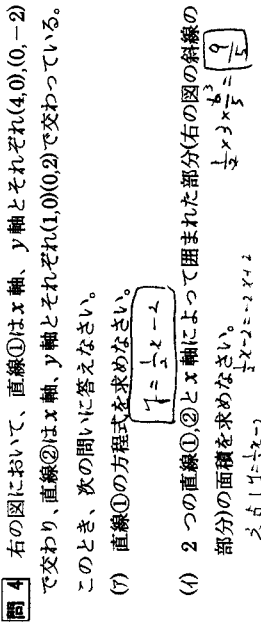 問 4 右の図において、直線①はx軸、y軸とそれぞれ(4,0),(0,-2)
で交わり、直線②はx軸、y軸とそれぞれ(1,0)(0,2)で交わっている。
このとき、次の問いに答えなさい。
(ｱ) 直線①の方程式を求めなさい。
y=1/2x-2
(ｲ) 2つの直線①,②とx軸によって囲まれた部分(右の図の斜線の
部分)の面積を求めなさい。
1/2×3×6/5=9/5
1/2x-2=-2x+2